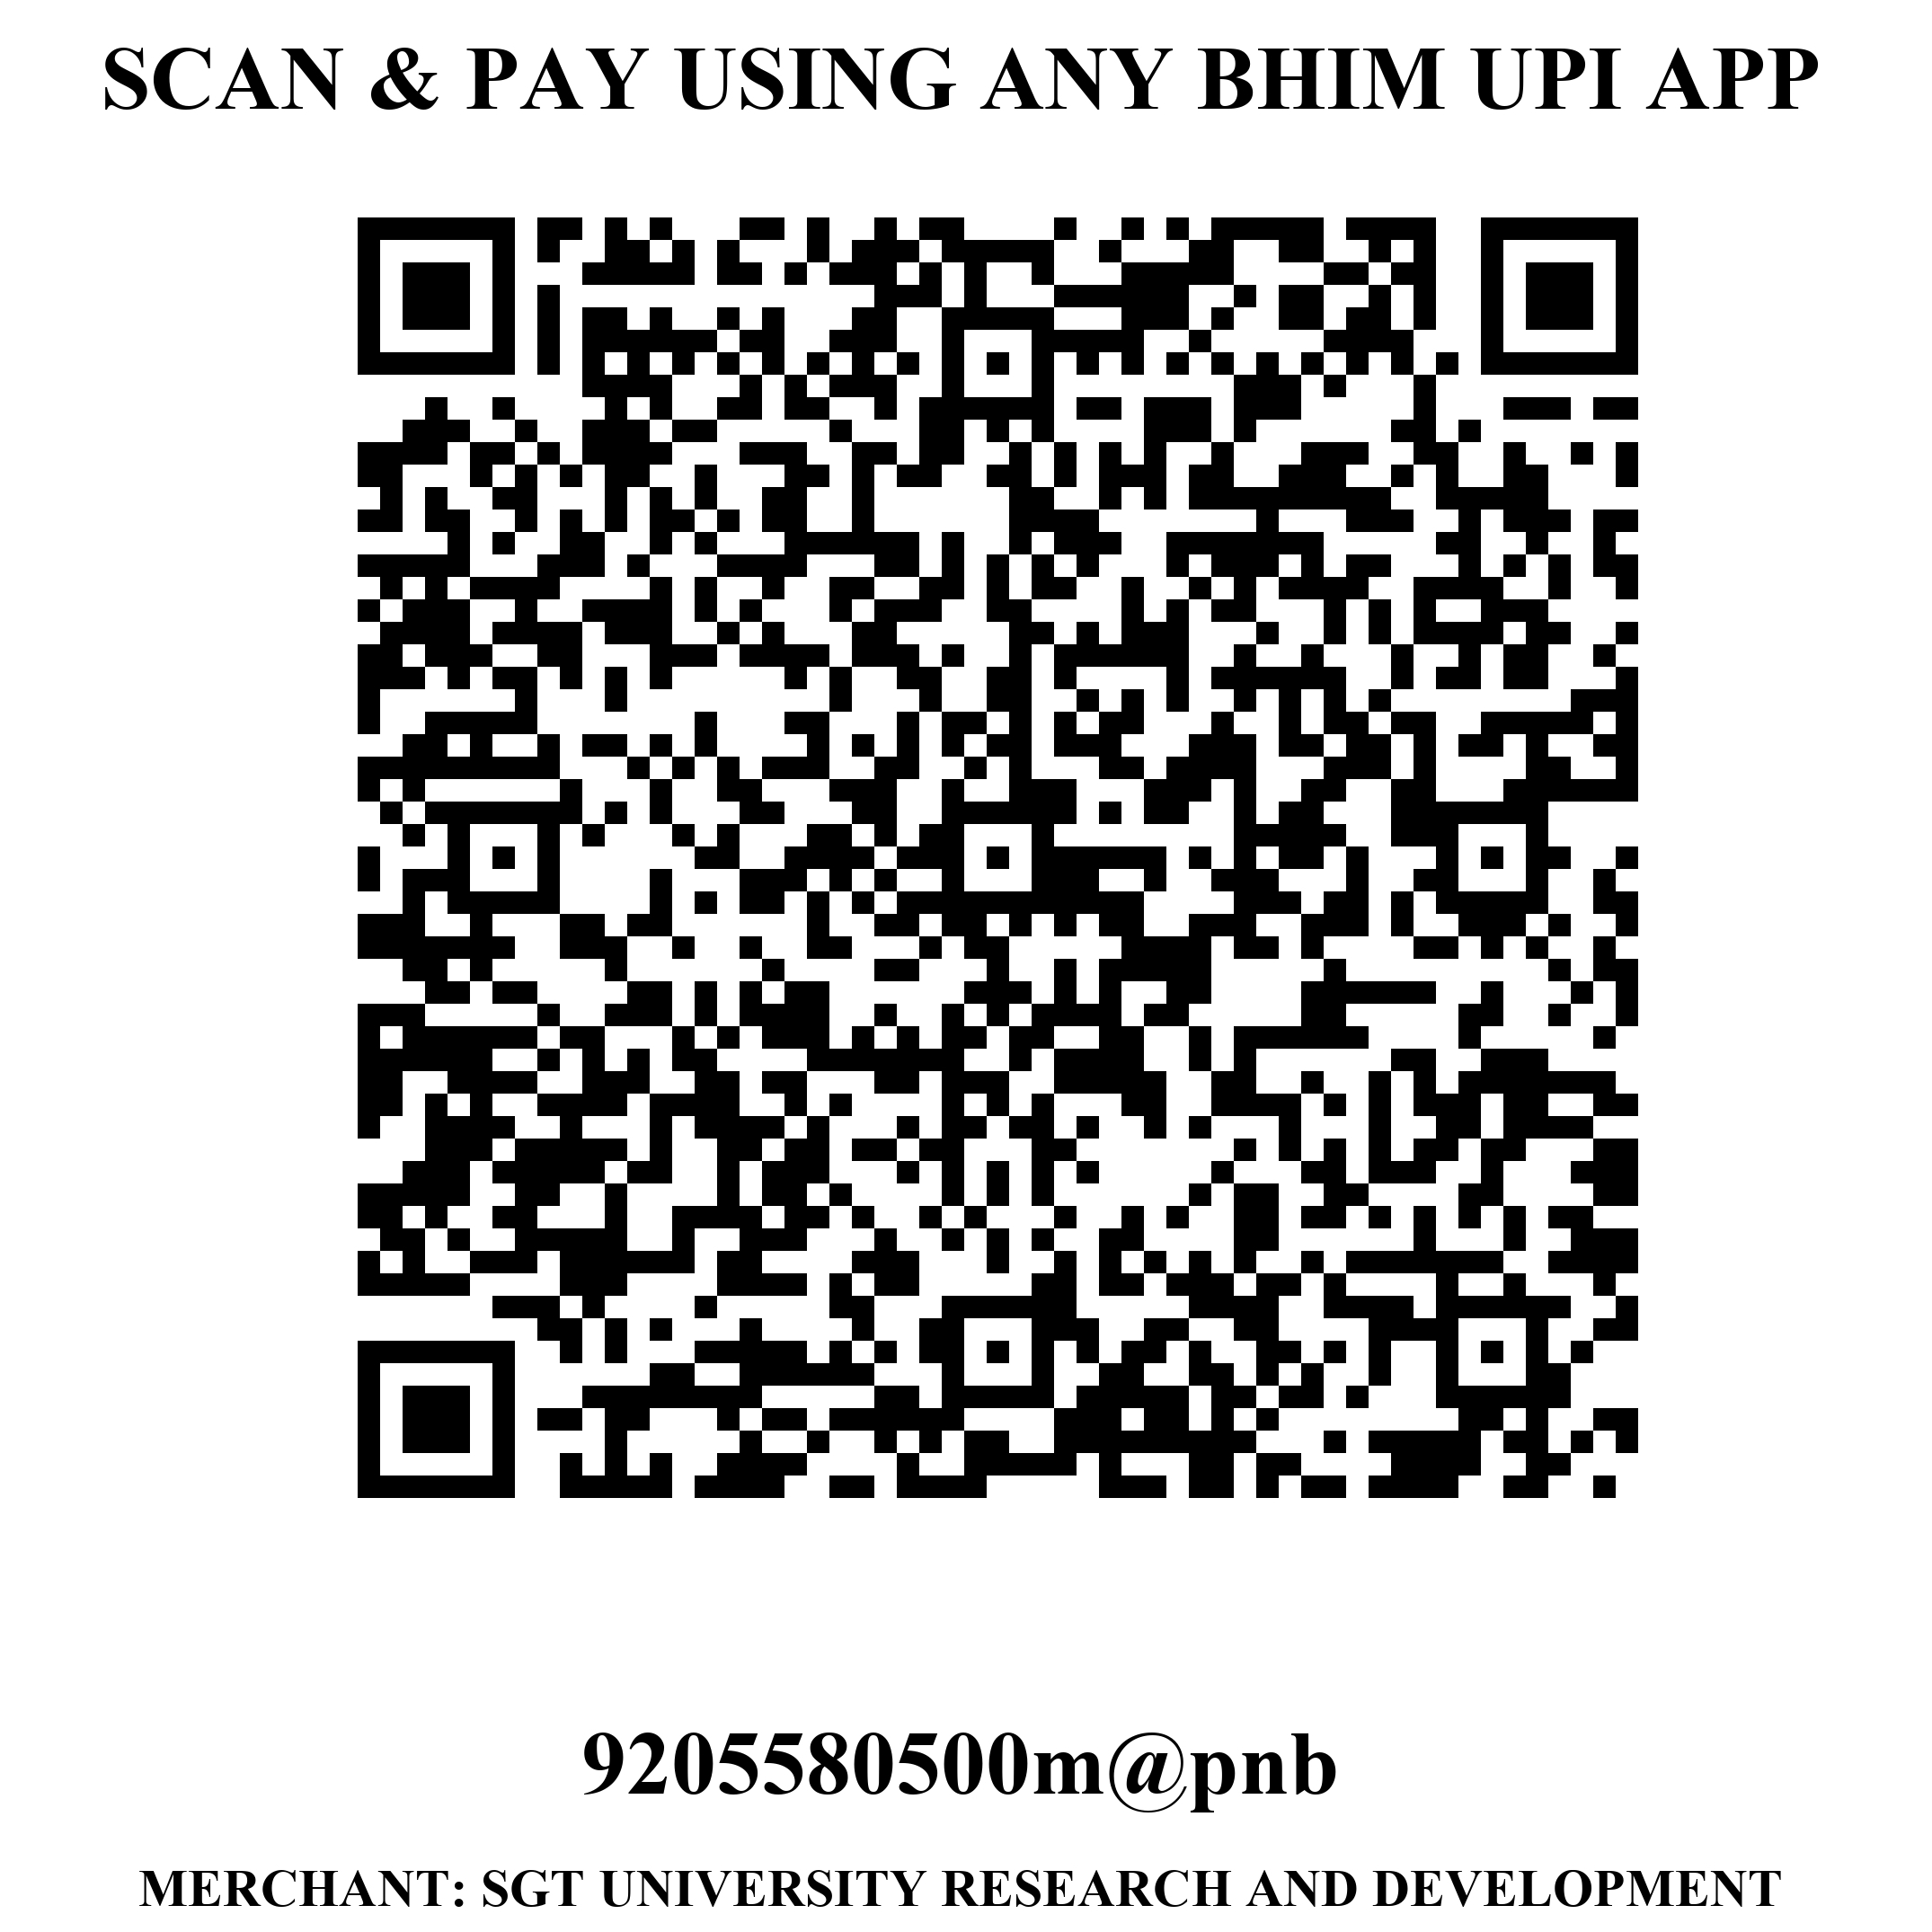 SCAN & PAY USING ANY BHIM UPI APP
9205580500m@pnb
MERCHANT: SGT UNIVERSITY RESEARCH AND DEVELOPMENT